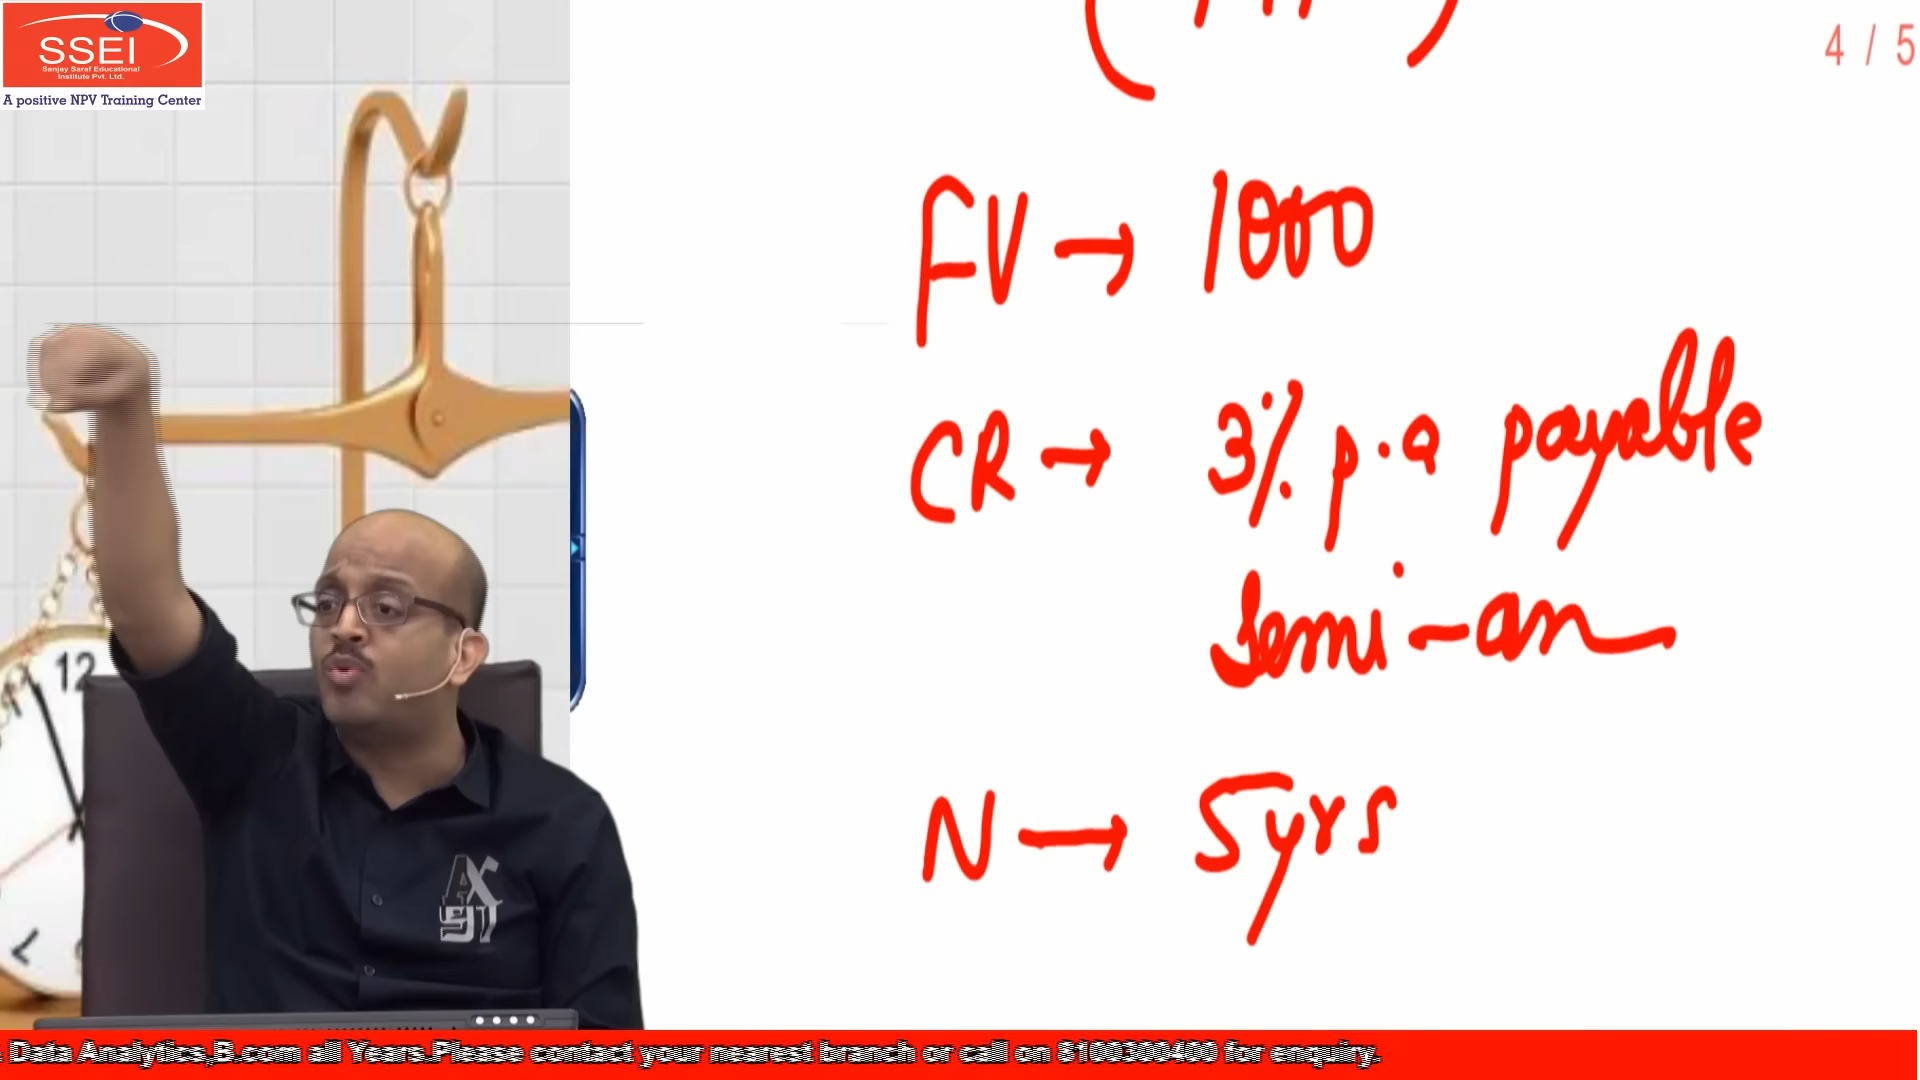 SSEI
Sanjay Saraf Educational
Institute Pvt. Ltd.
A positive NPV Training Center
4 / 5
FV → 1000
CR → 3% p.a payable
Semi-an
N → 5yrs
12
Data Analytics,B.com all Years.Please contact your nearest branch or call on 8100300400 for enquiry.